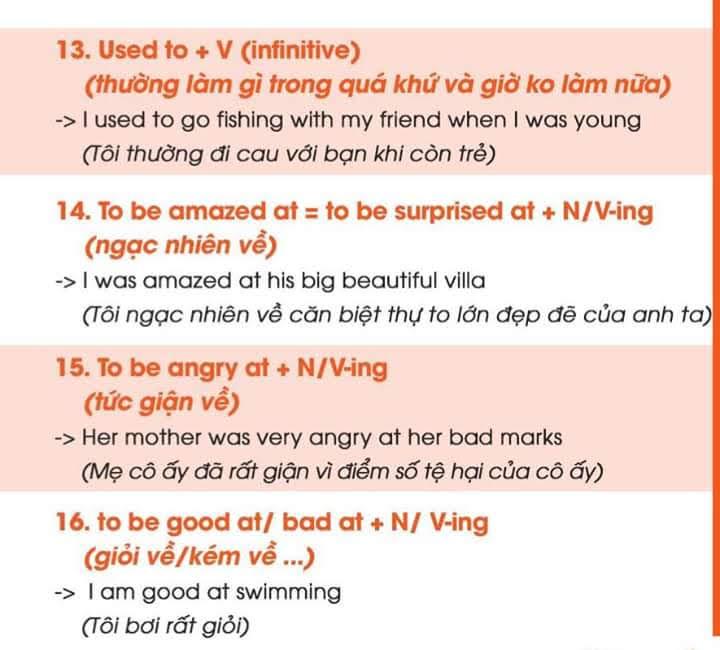 13. Used to + V (infinitive)
(thường làm gì trong quá khứ và giờ ko làm nữa)
-> I used to go fishing with my friend when I was young
(Tôi thường đi cau với bạn khi còn trẻ)
14. To be amazed at = to be surprised at + N/V-ing
(ngạc nhiên về)
-> I was amazed at his big beautiful villa
(Tôi ngạc nhiên về căn biệt thự to lớn đẹp đẽ của anh ta)
15. To be angry at + N/V-ing
(tức giận về)
-> Her mother was very angry at her bad marks
(Mẹ cô ấy đã rất giận vì điểm số tệ hại của cô ấy)
16. to be good at/ bad at + N/ V-ing
(giỏi về/kém về ...)
-> I am good at swimming
(Tôi bơi rất giỏi)